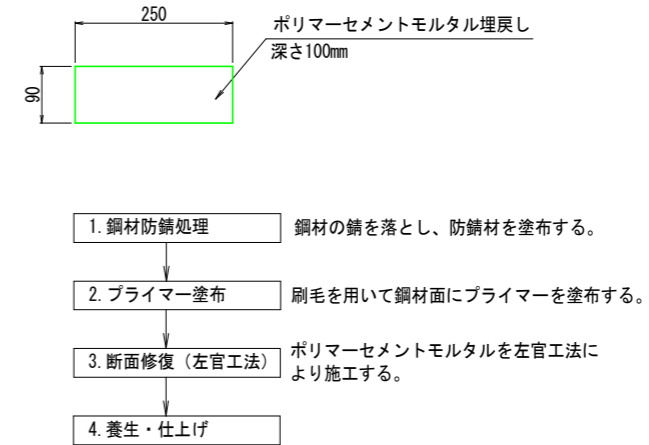 250
ポリマーセメントモルタル埋戻し
深さ100mm
90
1.鋼材防錆処理
鋼材の錆を落とし、防錆材を塗布する。
2.プライマー塗布
刷毛を用いて鋼材面にプライマーを塗布する。
3.断面修復（左官工法）
ポリマーセメントモルタルを左官工法に
より施工する。
4.養生・仕上げ